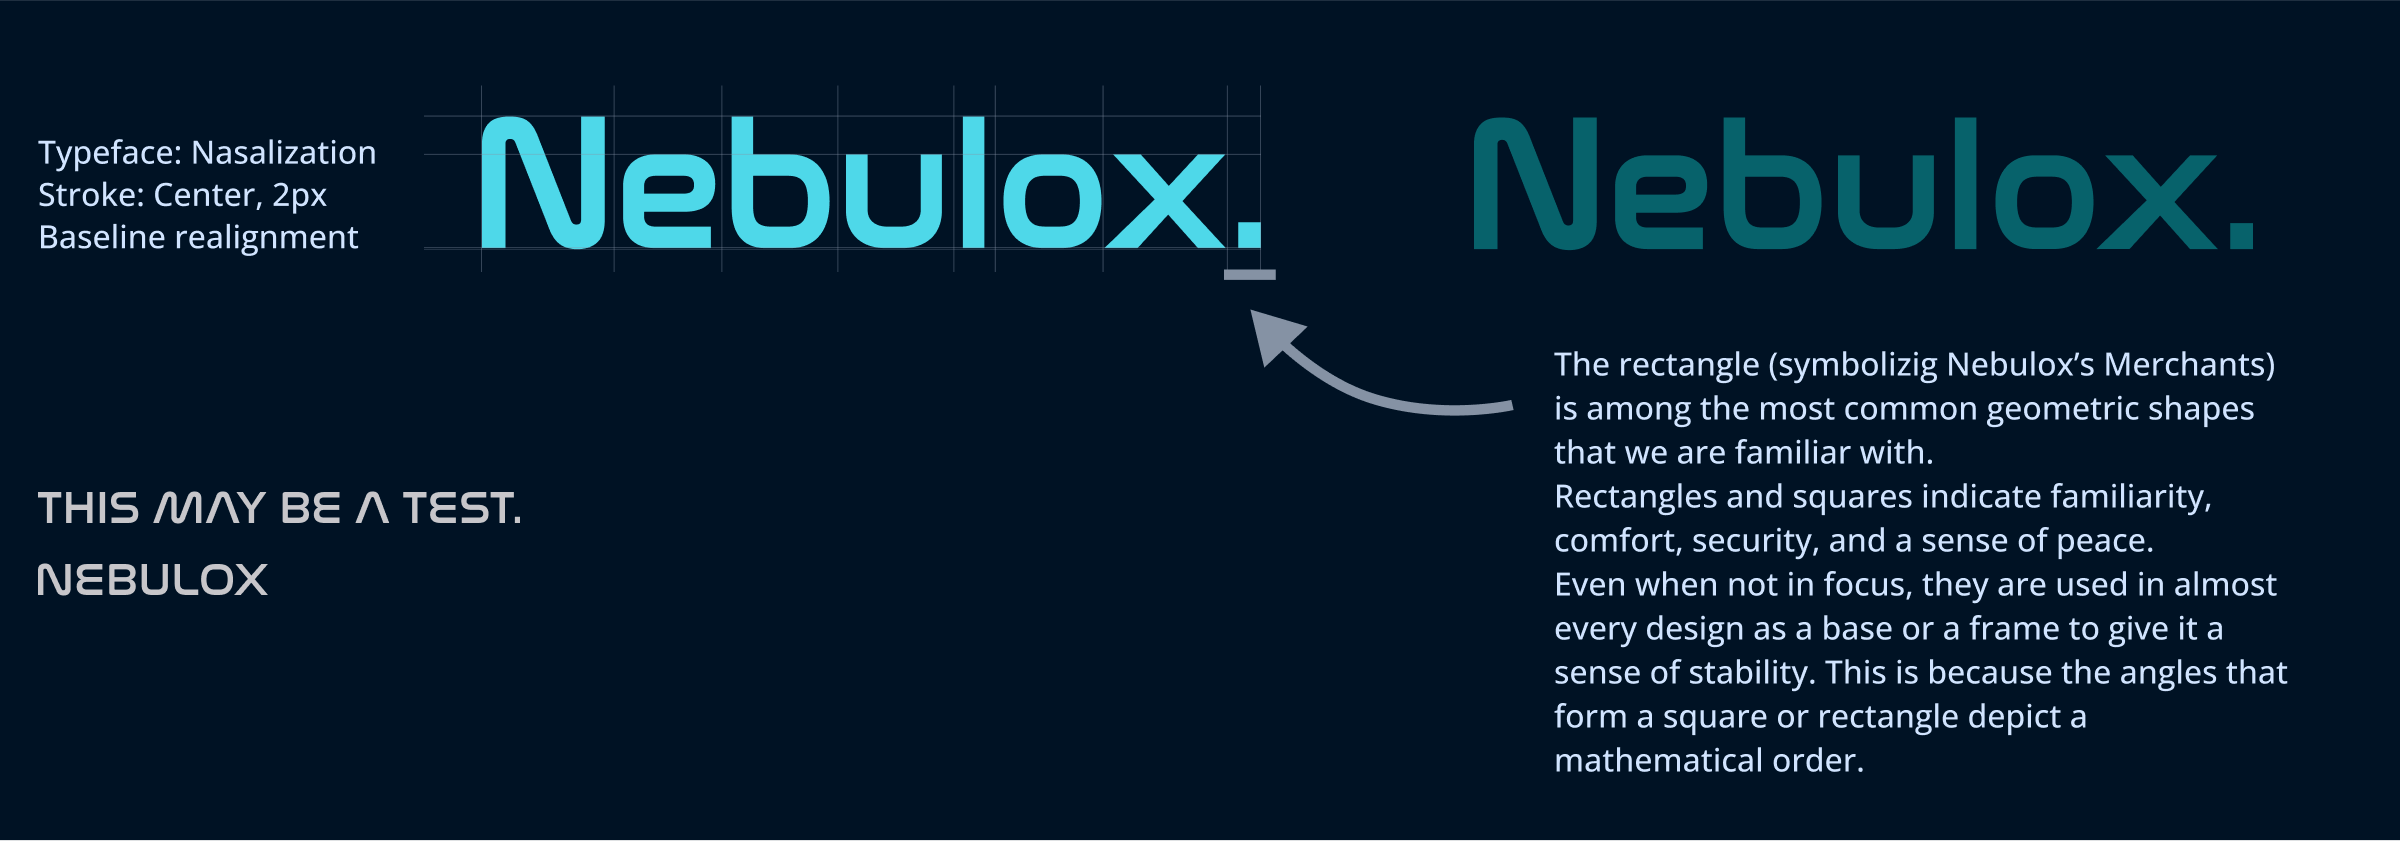 Typeface: Nasalization
Stroke: Center, 2px
Baseline realignment
Nebulox.
Nebulox.
The rectangle (symbolizig Nebulox’s Merchants)
is among the most common geometric shapes
that we are familiar with.
Rectangles and squares indicate familiarity,
comfort, security, and a sense of peace.
Even when not in focus, they are used in almost
every design as a base or a frame to give it a
sense of stability. This is because the angles that
form a square or rectangle depict a
mathematical order.
THIS MAY BE A TEST.
NEBULOX